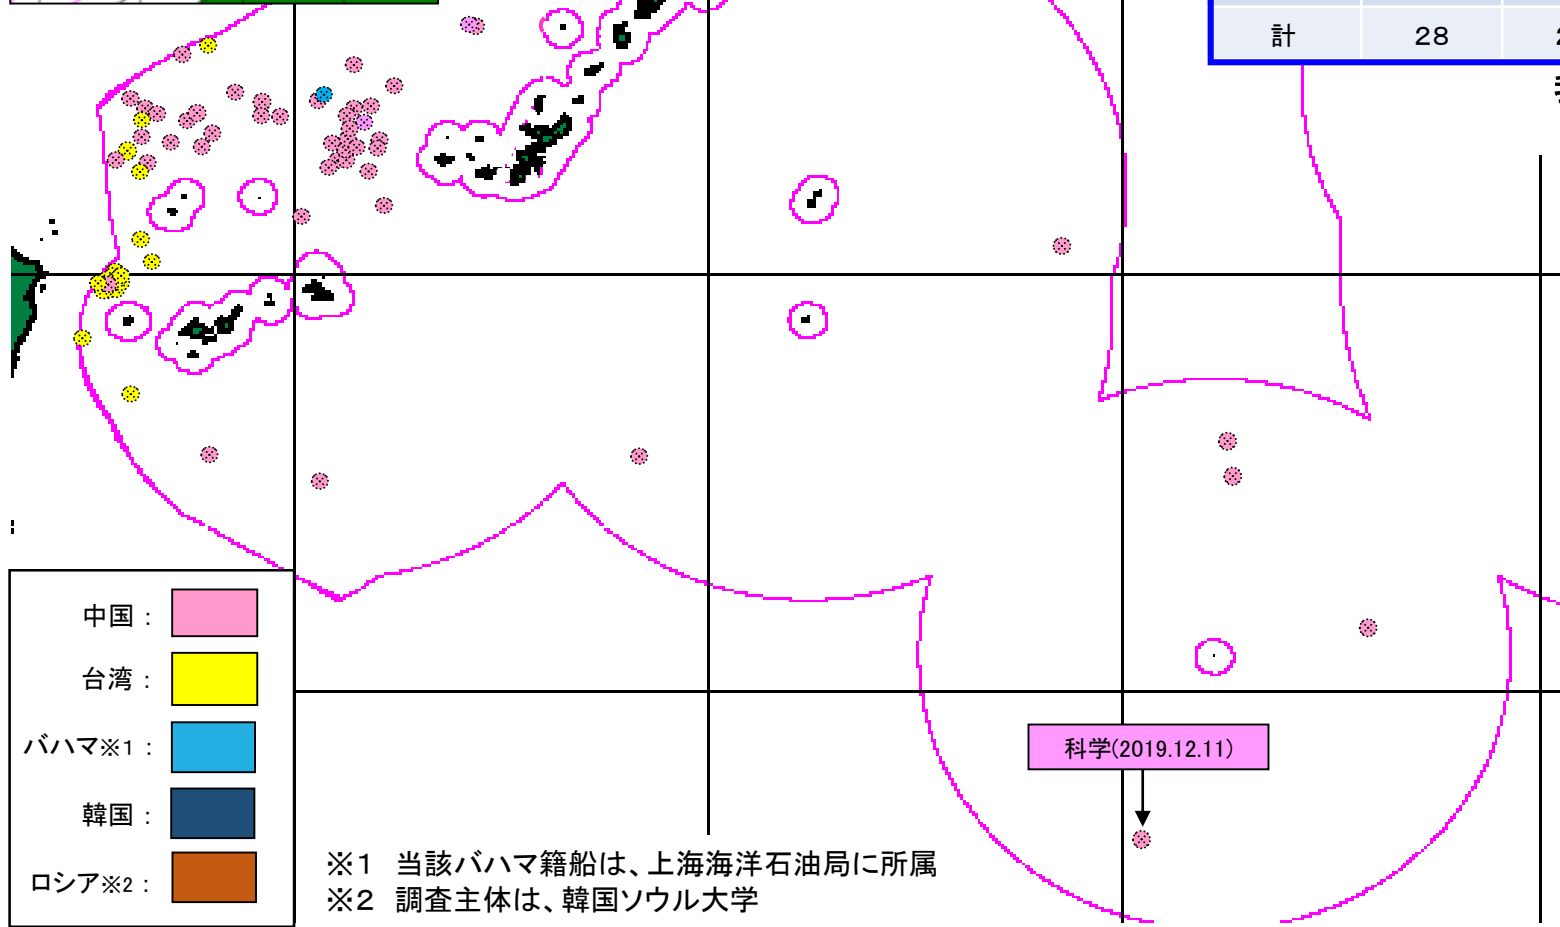 計 28
中国：
台湾：
バハマ※1：
韓国：
ロシア※2：
科学(2019.12.11)
※1 当該バハマ籍船は、上海海洋石油局に所属
※2 調査主体は、韓国ソウル大学